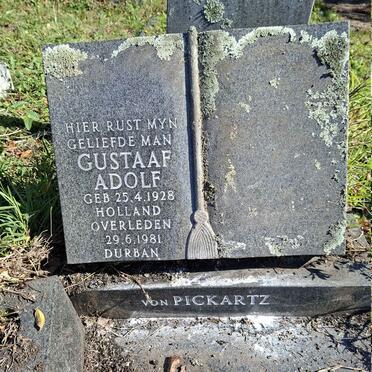 HIER RUST MYN
GELIEFDE MAN
GUSTAAF
ADOLF
GEB 25.4.1928
HOLLAND
OVERLEDEN
29.6.1981
DURBAN
VON PICKARTZ